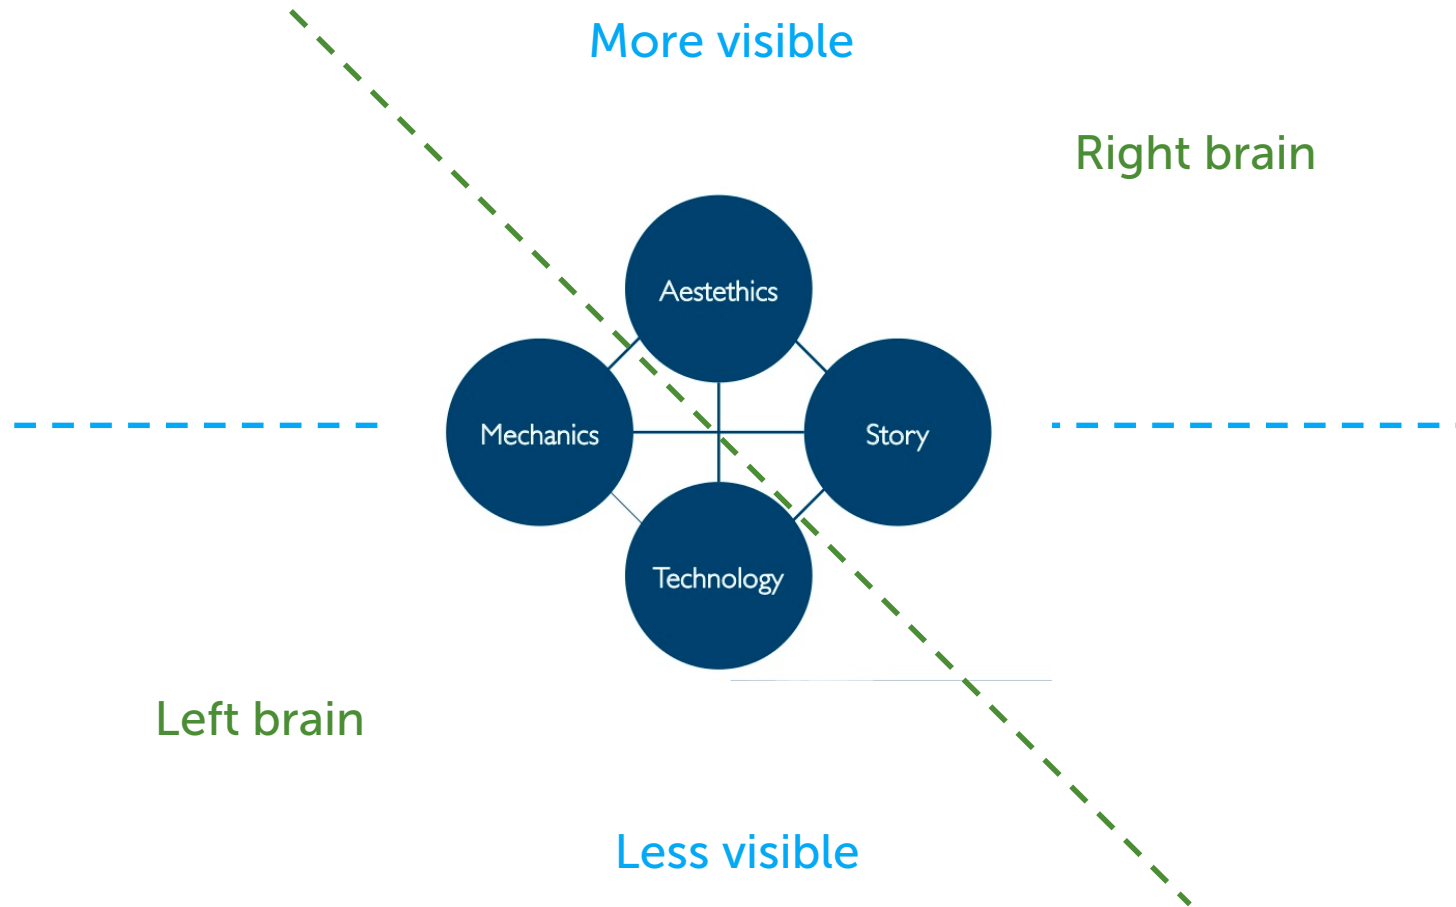 More visible
Right brain
Aestethics
Mechanics
Story
Technology
Left brain
Less visible